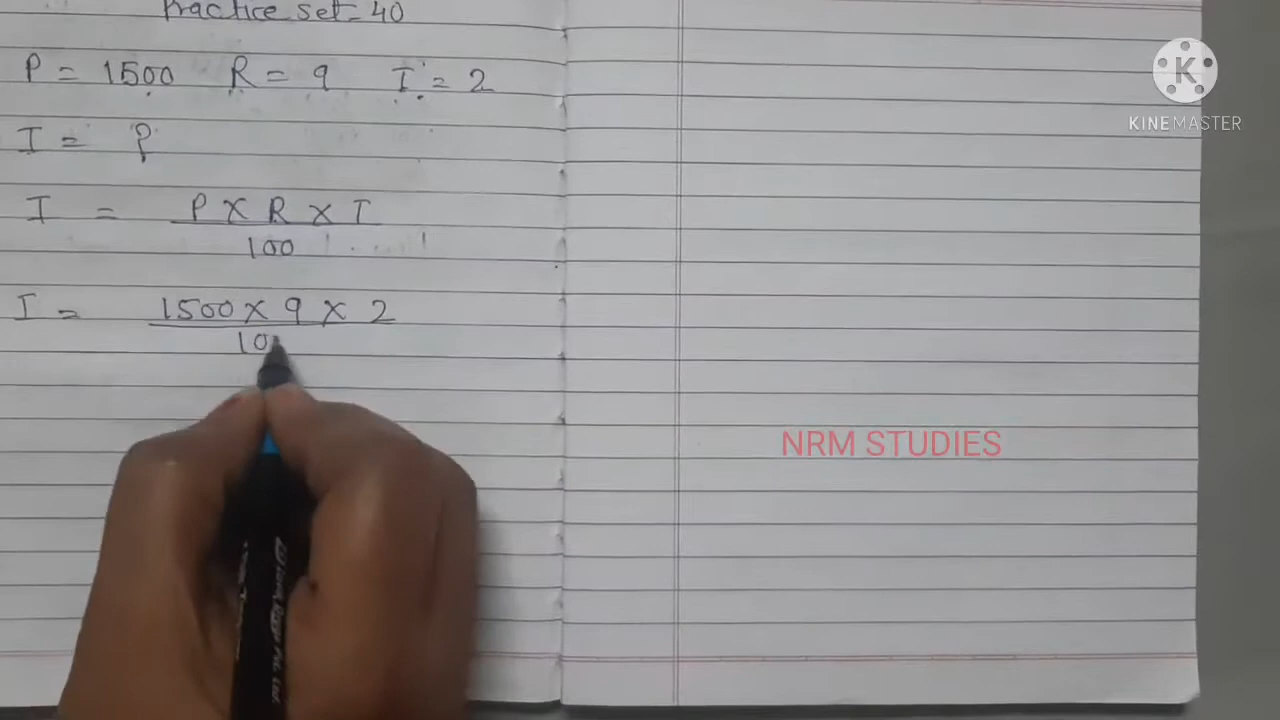 Practice set - 40
P = 1500 R = 9 I = 2
I = ?
I = P X R X I
100
I = 1500 X 9 X 2
10
K
KINEMASTER
NRM STUDIES